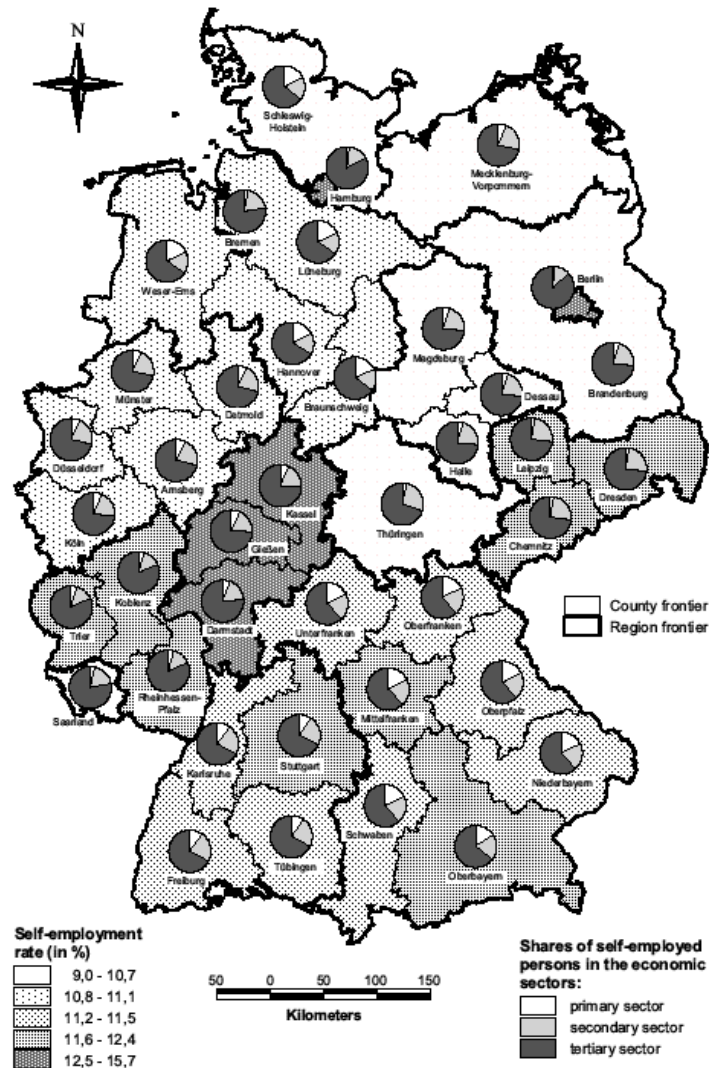 N
Schleswig-
Holstein
Hamburg
Mecklenburg-
Vorpommern
Bremen
Lüneburg
Weser-Ems
Berlin
Hannover
Magdeburg
Brandenburg
Münster
Detmold
Braunschweig
Dessau
Düsseldorf
Arnsberg
Halle
Leipzig
Dresden
Kassel
Köln
Thüringen
Chemnitz
Gießen
Koblenz
Trier
Darmstadt
Unterfranken
Oberfranken
County frontier
Region frontier
Rheinhessen-
Pfalz
Saarland
Mittelfranken
Oberpfalz
Karlsruhe
Stuttgart
Niederbayern
Schwaben
Freiburg
Tübingen
Oberbayern
Self-employment
rate (in %)
9,0 - 10,7
10,8 - 11,1
11,2 - 11,5
11,6 - 12,4
12,5 - 15,7
50 0 50 100 150
Kilometers
Shares of self-employed
persons in the economic
sectors:
primary sector
secondary sector
tertiary sector